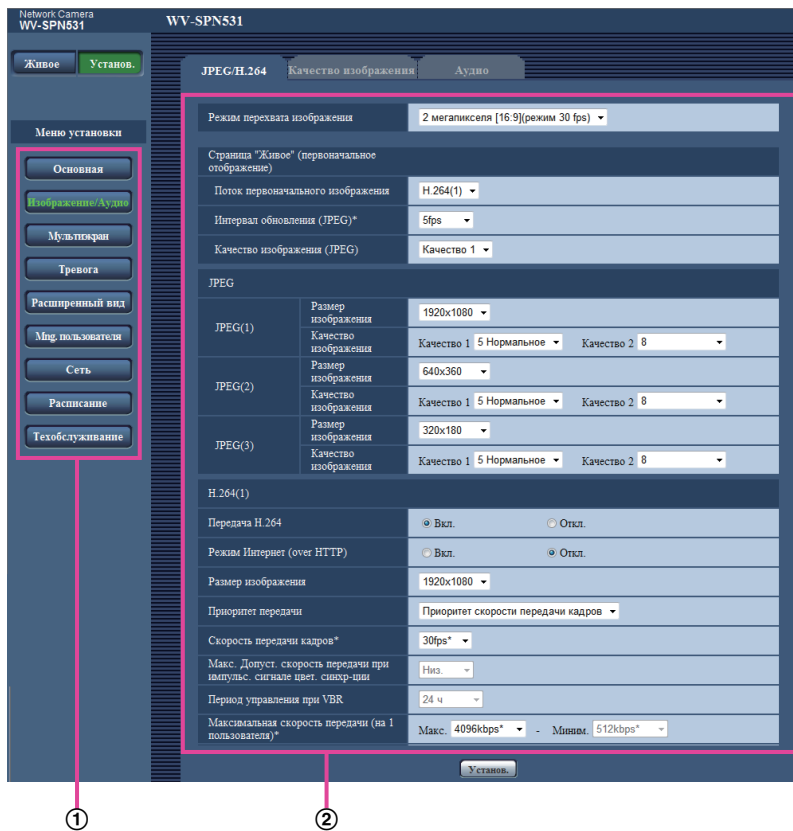 Network Camera
WV-SPN531
WV-SPN531
Живое
Установ.
Меню установки
Основная
Изображение/Аудио
Мультиэкран
Тревога
Расширенный вид
Mng. пользователя
Сеть
Расписание
Техобслуживание
JPEG/H.264
Качество изображения
Аудио
Режим перехвата изображения
2 мегапикселя [16:9](режим 30 fps)
Страница "Живое" (первоначальное
отображение)
Поток первоначального изображения
H.264(1)
Интервал обновления (JPEG)*
5fps
Качество изображения (JPEG)
Качество 1
JPEG
JPEG(1)
Размер
изображения
1920x1080
Качество
изображения
Качество 1 5 Нормальное Качество 2 8
JPEG(2)
Размер
изображения
640x360
Качество
изображения
Качество 1 5 Нормальное Качество 2 8
JPEG(3)
Размер
изображения
320x180
Качество
изображения
Качество 1 5 Нормальное Качество 2 8
H.264(1)
Передача H.264
Вкл. Откл.
Режим Интернет (over HTTP)
Вкл. Откл.
Размер изображения
1920x1080
Приоритет передачи
Приоритет скорости передачи кадров
Скорость передачи кадров*
30fps*
Макс. Допуст. скорость передачи при
импульс. сигнале цвет. синхр-ции
Низ.
Период управления при VBR
24 ч
Максимальная скорость передачи (на 1
пользователя)*
Макс. 4096kbps* - Миним. 512kbps*
Установ.
① ②